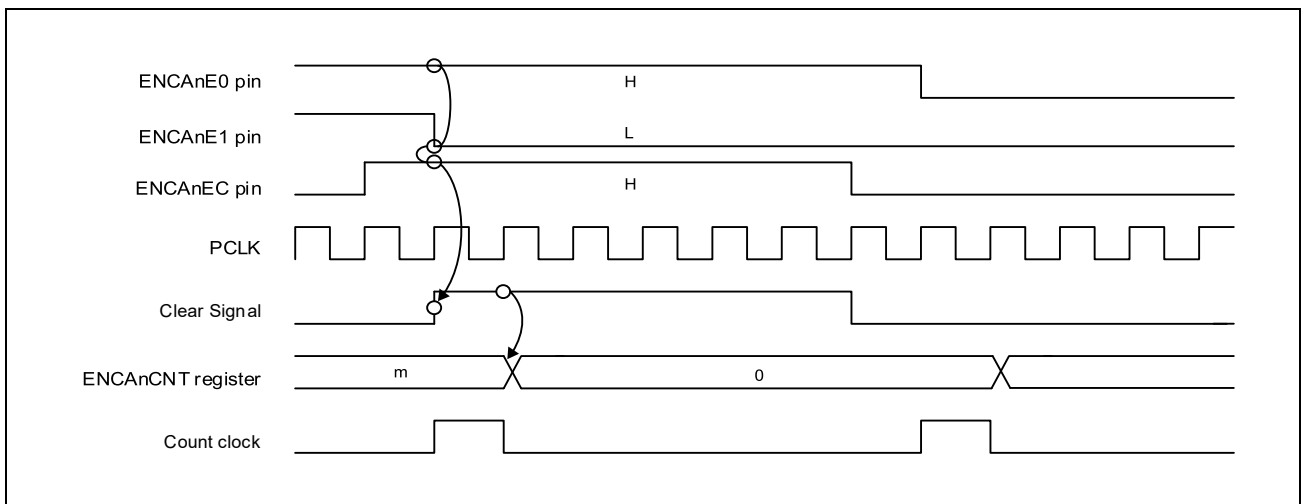 ENCAnE0 pin
H
ENCAnE1 pin
L
ENCAnEC pin
H
PCLK
Clear Signal
ENCAnCNT register
m
0
Count clock